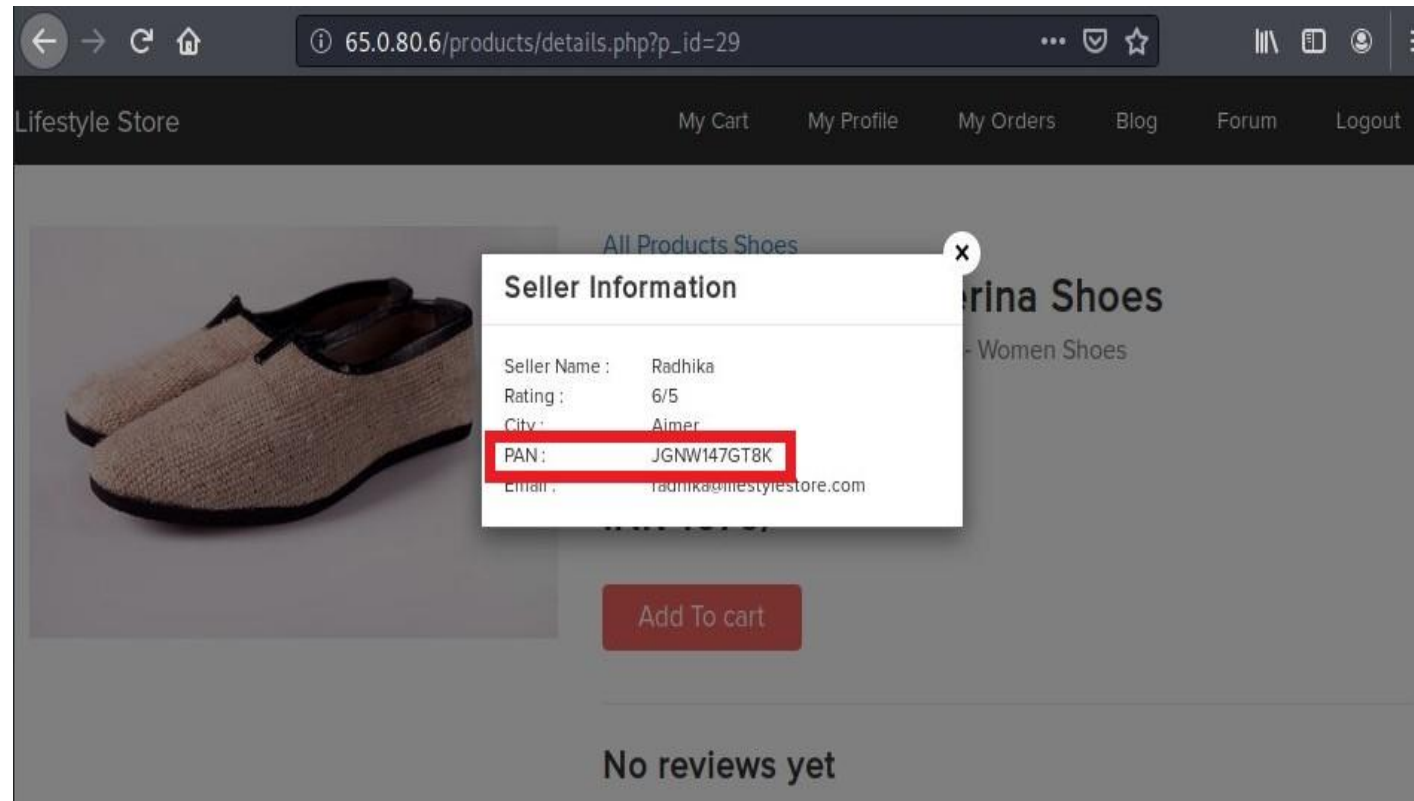 65.0.80.6/products/details.php?p_id=29
Lifestyle Store My Cart My Profile My Orders Blog Forum Logout
All Products Shoes
x
Seller Information
rina Shoes
- Women Shoes
Seller Name : Radhika
Rating : 6/5
City :
PAN : JGNW147GT8K
Email : radhika@lifestylestore.com
Add To cart
No reviews yet